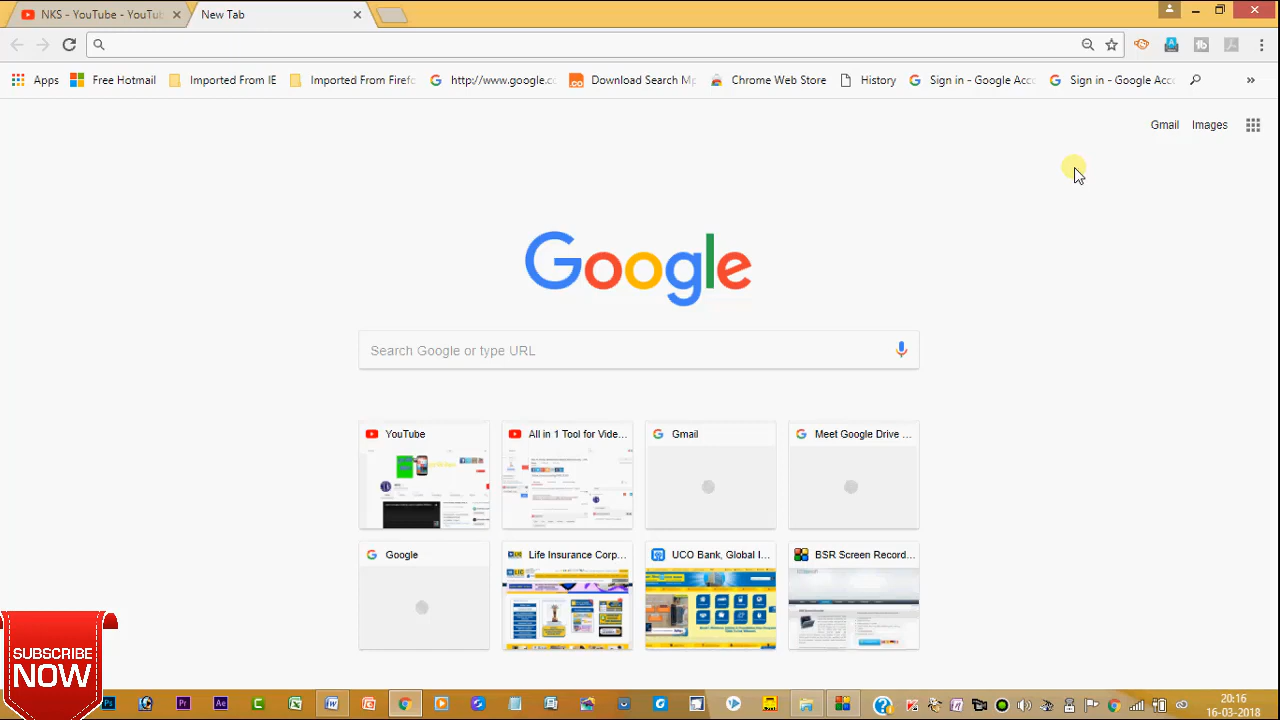 NKS - YouTube - YouTu
New Tab
Apps
Free Hotmail
Imported From IE
Imported From Firefo
http://www.google.c
Download Search Mp
Chrome Web Store
History
Sign in - Google Acc
Sign in - Google Acc
»
Gmail
Images
Google
Search Google or type URL
YouTube
All in 1 Tool for Vide...
Gmail
Meet Google Drive ...
Google
Life Insurance Corp...
UCO Bank, Global I...
BSR Screen Record...
SUBSCRIBE
NOW
Pr
Ae
20:16
16-03-2018